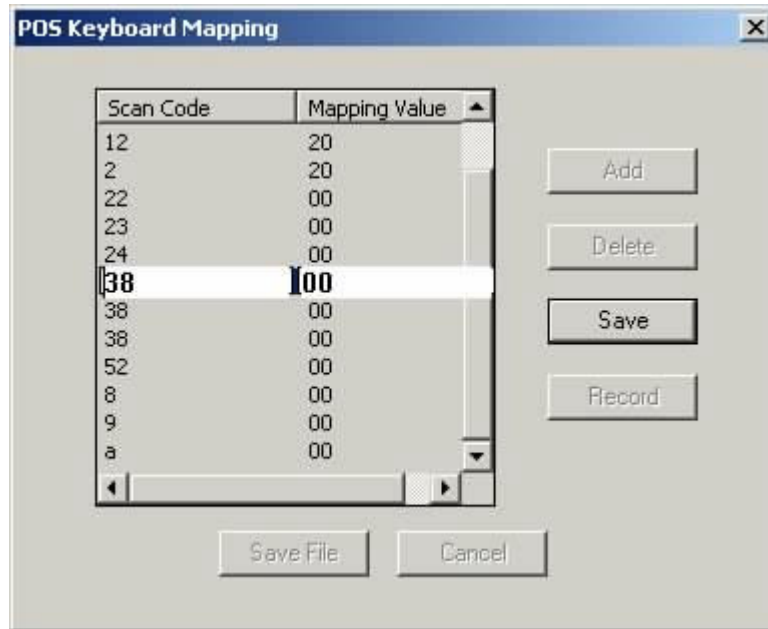 POS Keyboard Mapping
Scan Code Mapping Value
12 20
2 20
22 00
23 00
24 00
38 00
38 00
38 00
52 00
8 00
9 00
a 00
Add
Delete
Save
Record
Save File Cancel